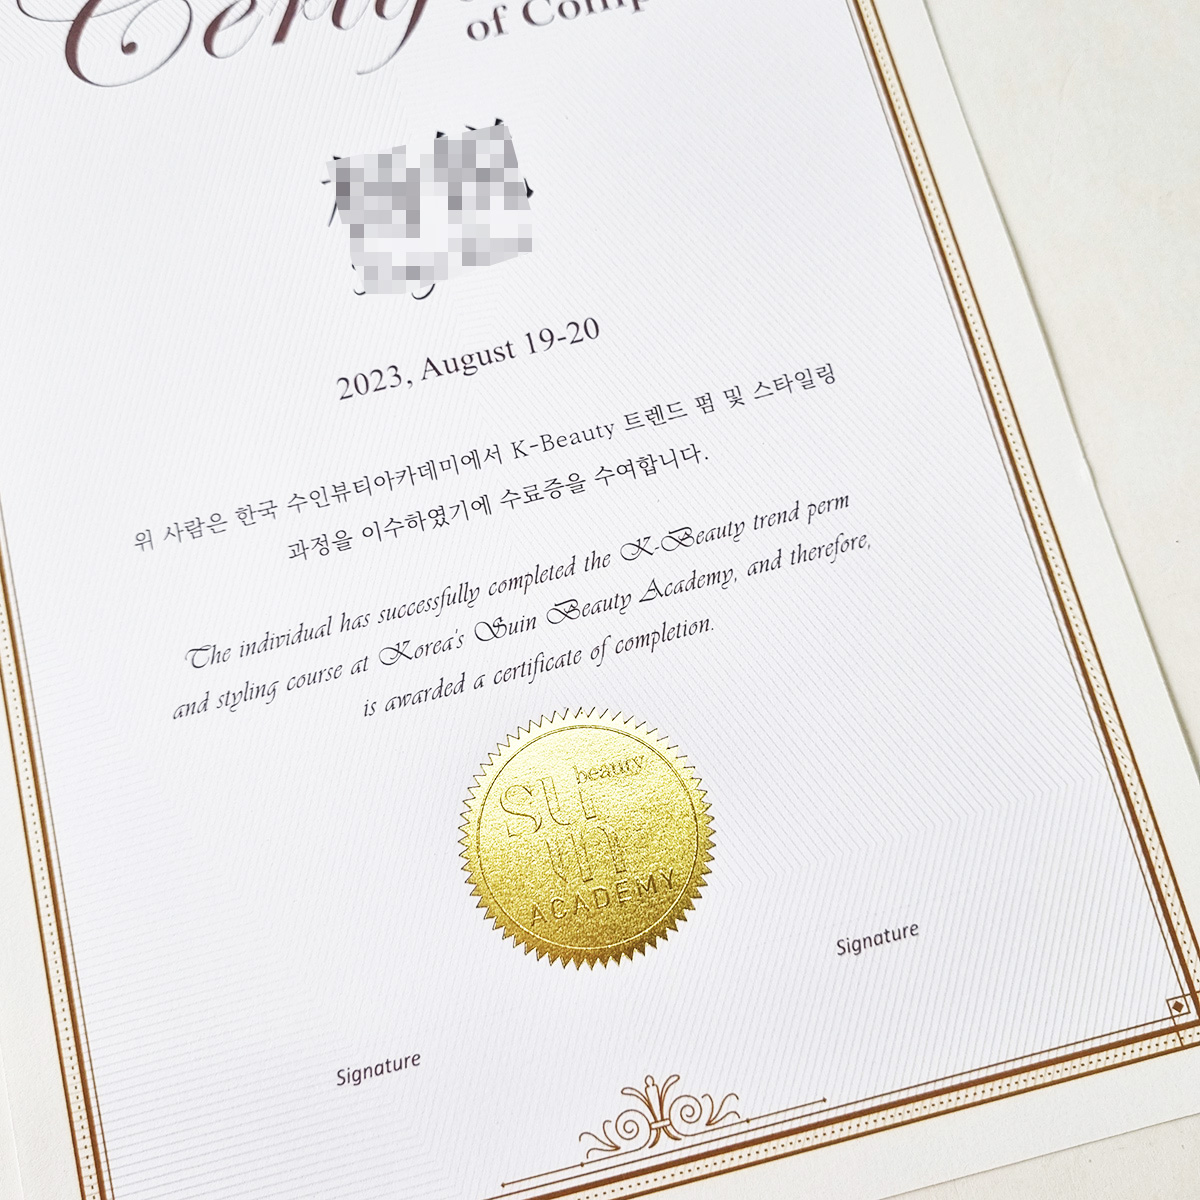 of Comp
2023, August 19-20
위 사람은 한국 수인뷰티아카데미에서 K-Beauty 트렌드 펌 및 스타일링
과정을 이수하였기에 수료증을 수여합니다.
The individual has successfully completed the K-Beauty trend perm
and styling course at Korea's Suin Beauty Academy, and therefore,
is awarded a certificate of completion.
beauty
su
in
ACADEMY
Signature
Signature